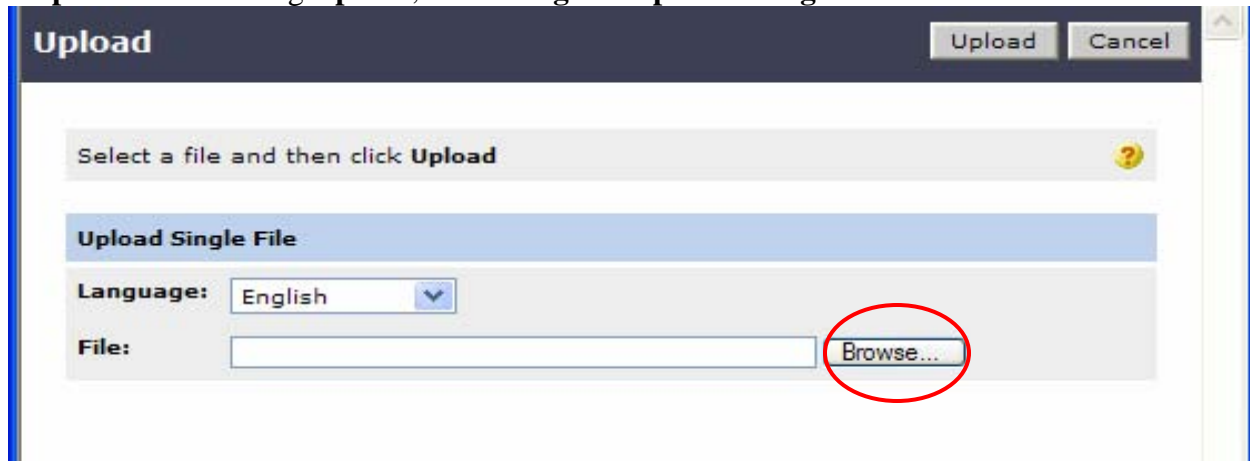 Upload
Upload Cancel
Select a file and then click Upload
Upload Single File
Language: English
File: Browse...